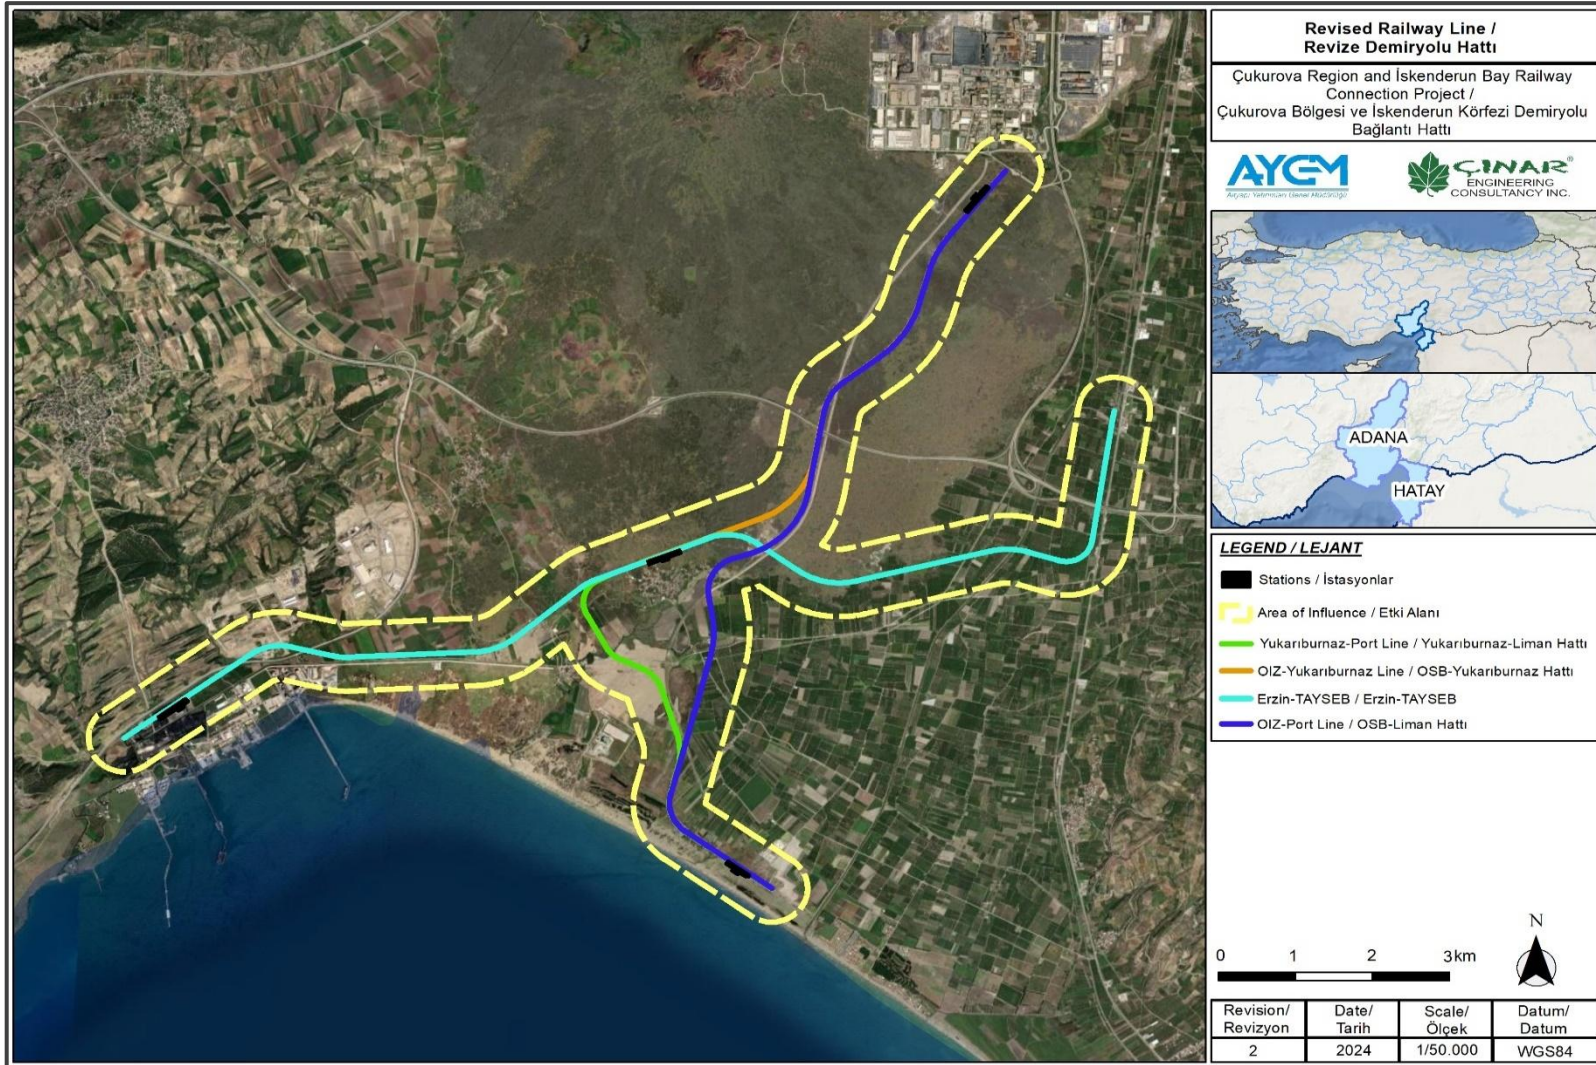 Revised Railway Line /
Revize Demiryolu Hattı
Çukurova Region and İskenderun Bay Railway
Connection Project /
Çukurova Bölgesi ve İskenderun Körfezi Demiryolu
Bağlantı Hattı
AYGM
Altyapı Yatırımları Genel Müdürlüğü
ÇINAR®
ENGINEERING
CONSULTANCY INC.
ADANA
HATAY
LEGEND / LEJANT
Stations / İstasyonlar
Area of Influence / Etki Alanı
Yukarıburnaz-Port Line / Yukarıburnaz-Liman Hattı
OIZ-Yukarıburnaz Line / OSB-Yukarıburnaz Hattı
Erzin-TAYSEB / Erzin-TAYSEB
OIZ-Port Line / OSB-Liman Hattı
N
0 1 2 3km
Revision/ Date/ Scale/ Datum/
Revizyon Tarih Ölçek Datum
2 2024 1/50.000 WGS84